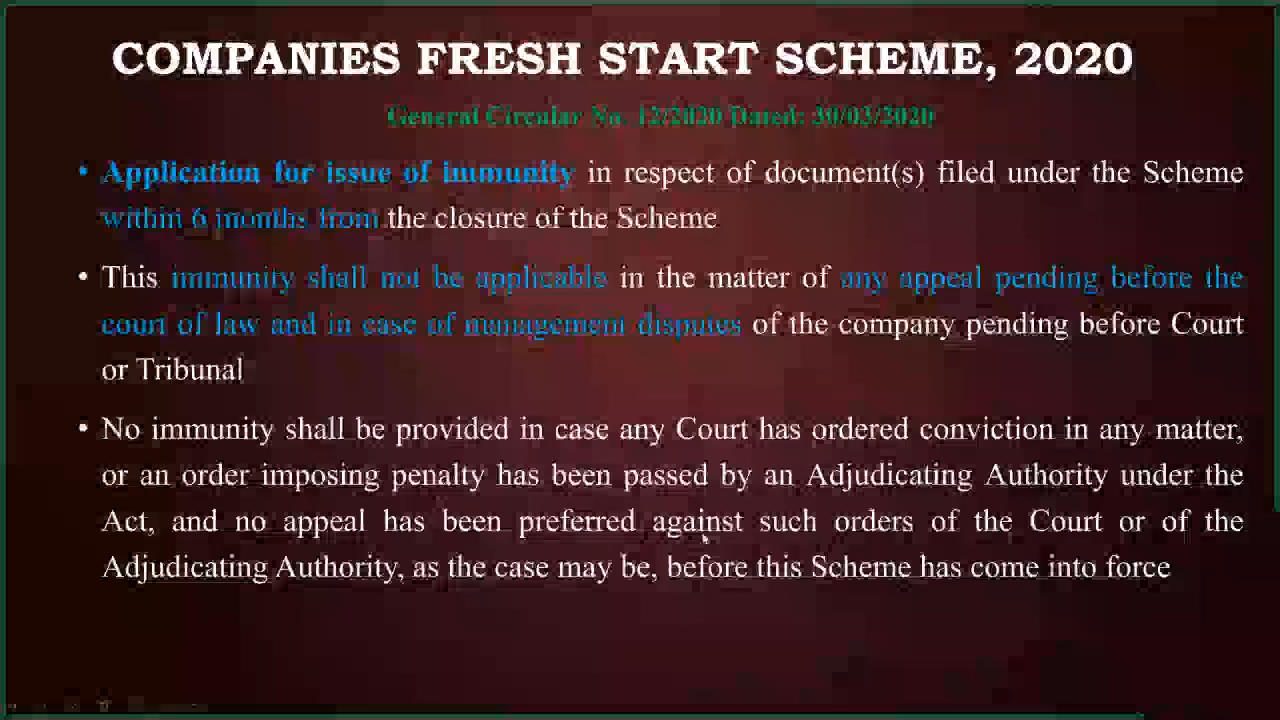 COMPANIES FRESH START SCHEME, 2020
General Circular No. 12/2020 Dated: 30/03/2020
• Application for issue of immunity in respect of document(s) filed under the Scheme
within 6 months from the closure of the Scheme
• This immunity shall not be applicable in the matter of any appeal pending before the
court of law and in case of management disputes of the company pending before Court
or Tribunal
• No immunity shall be provided in case any Court has ordered conviction in any matter,
or an order imposing penalty has been passed by an Adjudicating Authority under the
Act, and no appeal has been preferred against such orders of the Court or of the
Adjudicating Authority, as the case may be, before this Scheme has come into force